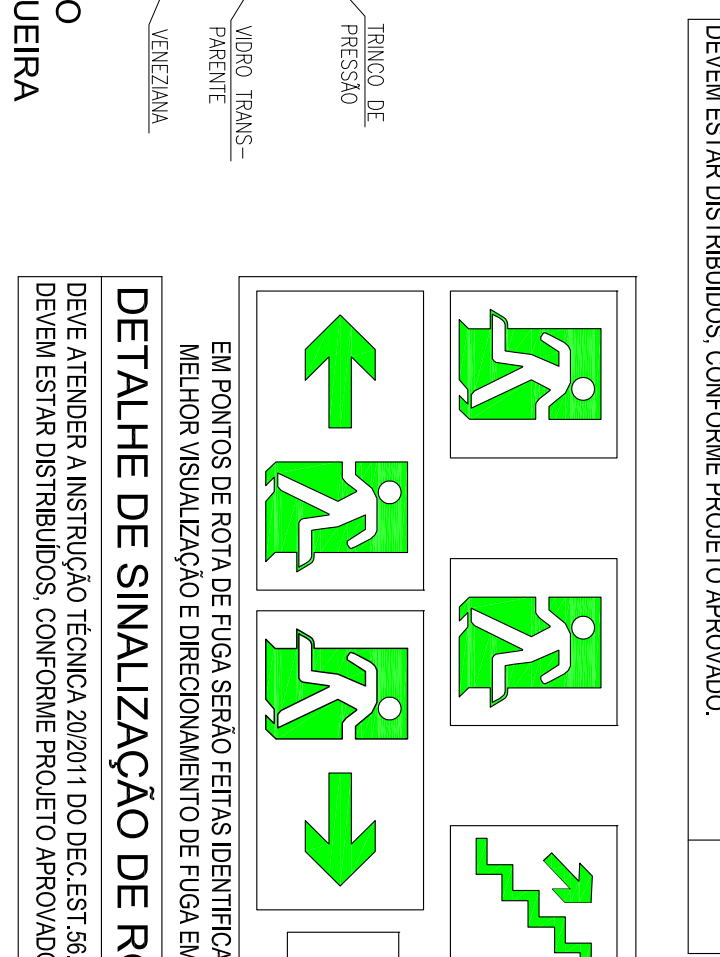 DEVEM ESTAR DISTRIBUÍDOS, CONFORME PROJETO APROVADO.
TRINCO DE
PRESSÃO
VIDRO TRANS-
PARENTE
VENEZIANA
O
UEIRA
EM PONTOS DE ROTA DE FUGA SERÃO FEITAS IDENTIFICA
MELHOR VISUALIZAÇÃO E DIRECIONAMENTO DE FUGA EM
DETALHE DE SINALIZAÇÃO DE RO
DEVE ATENDER A INSTRUÇÃO TÉCNICA 20/2011 DO DEC.EST.56.
DEVEM ESTAR DISTRIBUÍDOS, CONFORME PROJETO APROVADO